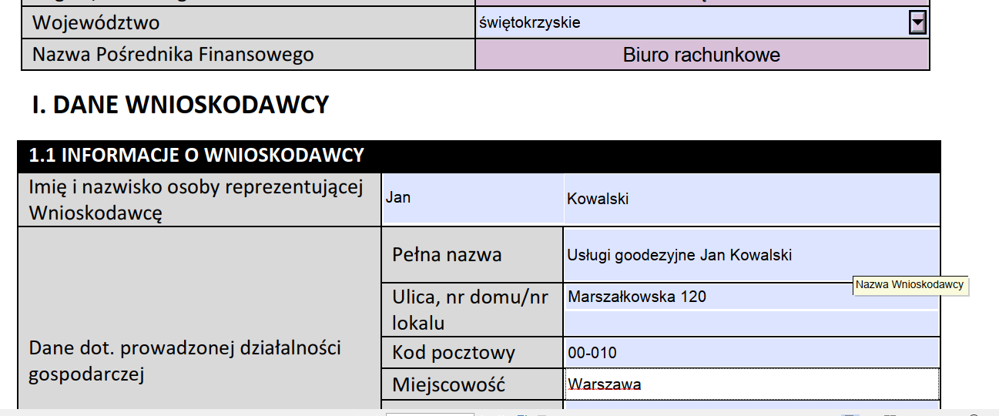 Województwo
świętokrzyskie
Nazwa Pośrednika Finansowego
Biuro rachunkowe
I. DANE WNIOSKODAWCY
1.1 INFORMACJE O WNIOSKODAWCY
Imię i nazwisko osoby reprezentującej
Wnioskodawcę
Jan
Kowalski
Dane dot. prowadzonej działalności
gospodarczej
Pełna nazwa
Usługi goodezyjne Jan Kowalski
Nazwa Wnioskodawcy
Ulica, nr domu/nr
lokalu
Marszałkowska 120
Kod pocztowy
00-010
Miejscowość
Warszawa